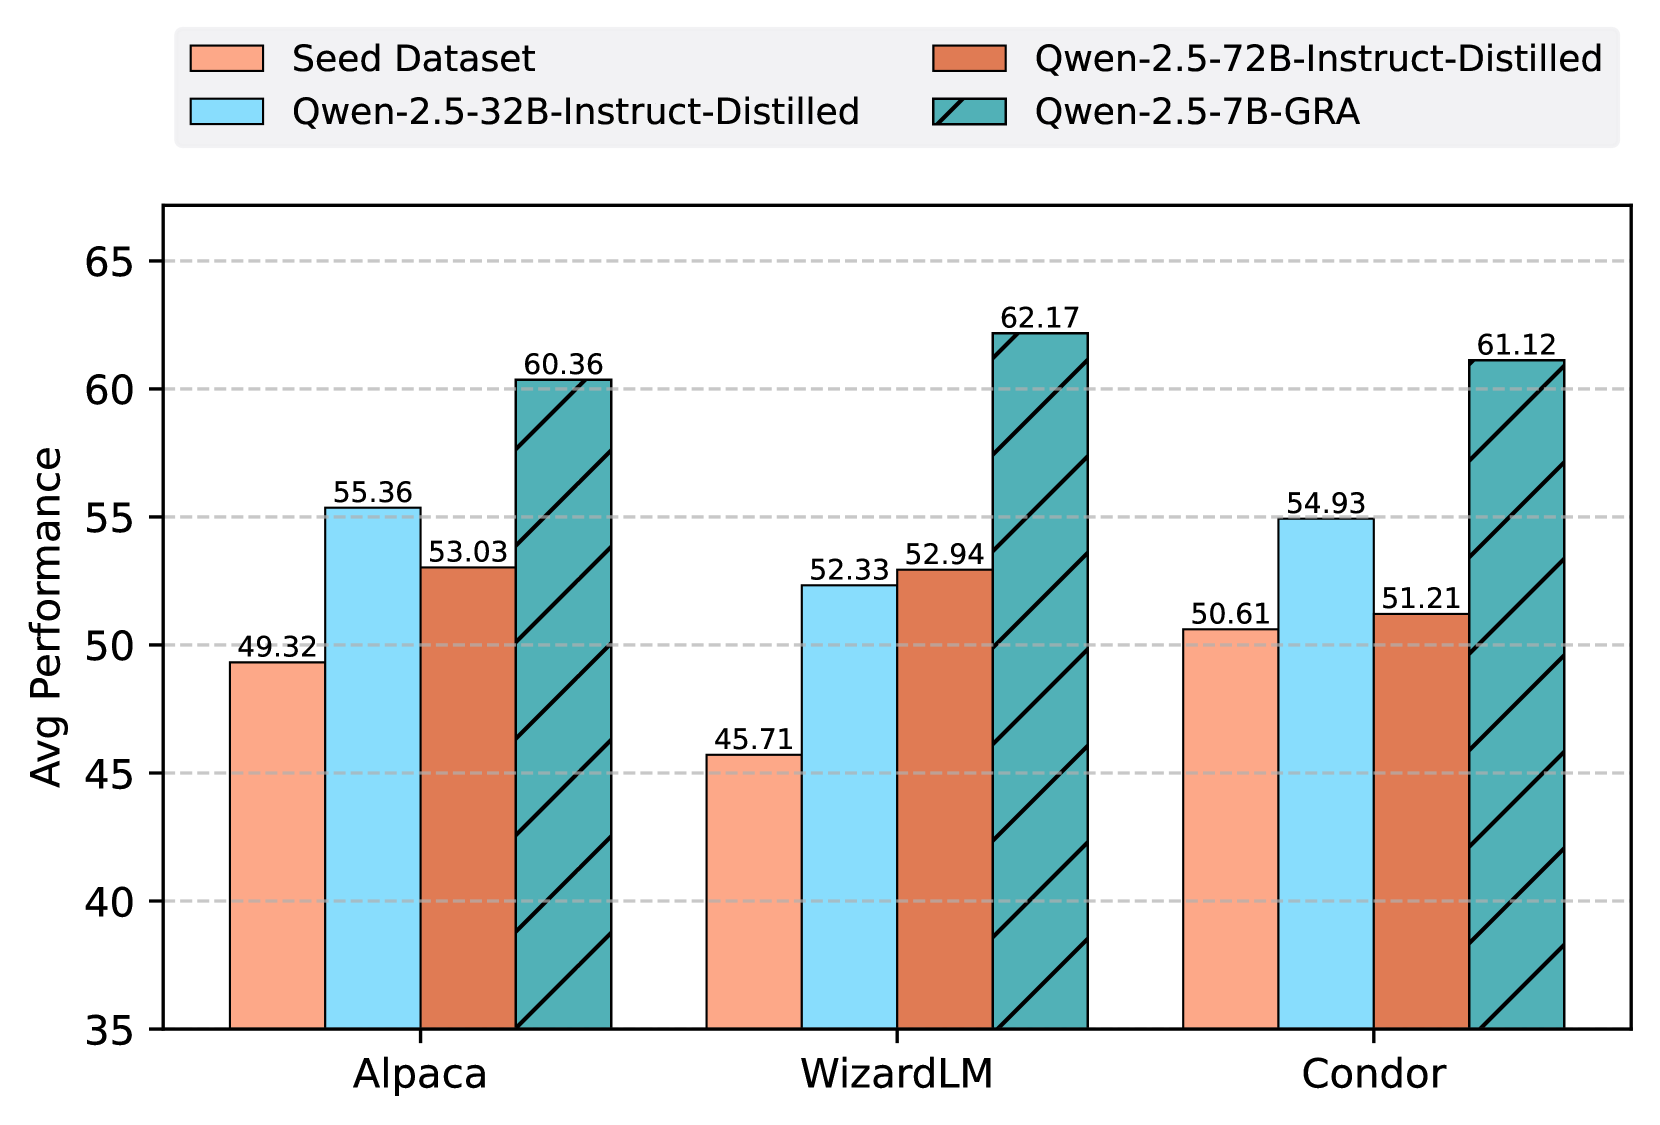 Seed Dataset
Qwen-2.5-32B-Instruct-Distilled
Qwen-2.5-72B-Instruct-Distilled
Qwen-2.5-7B-GRA
Avg Performance
65
60
55
50
45
40
35
49.32
55.36
53.03
60.36
45.71
52.33
52.94
62.17
50.61
54.93
51.21
61.12
Alpaca
WizardLM
Condor